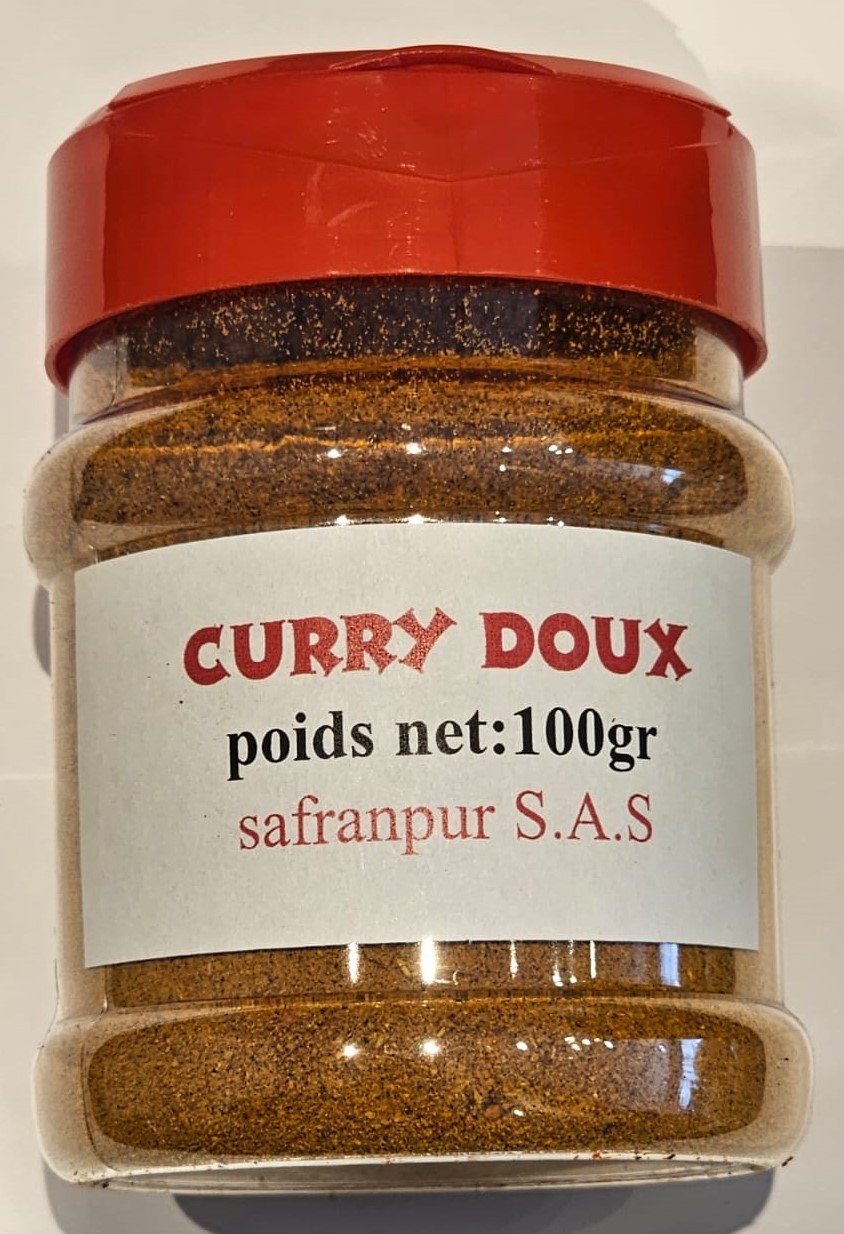 CURRY DOUX
poids net:100gr
safranpur S.A.S